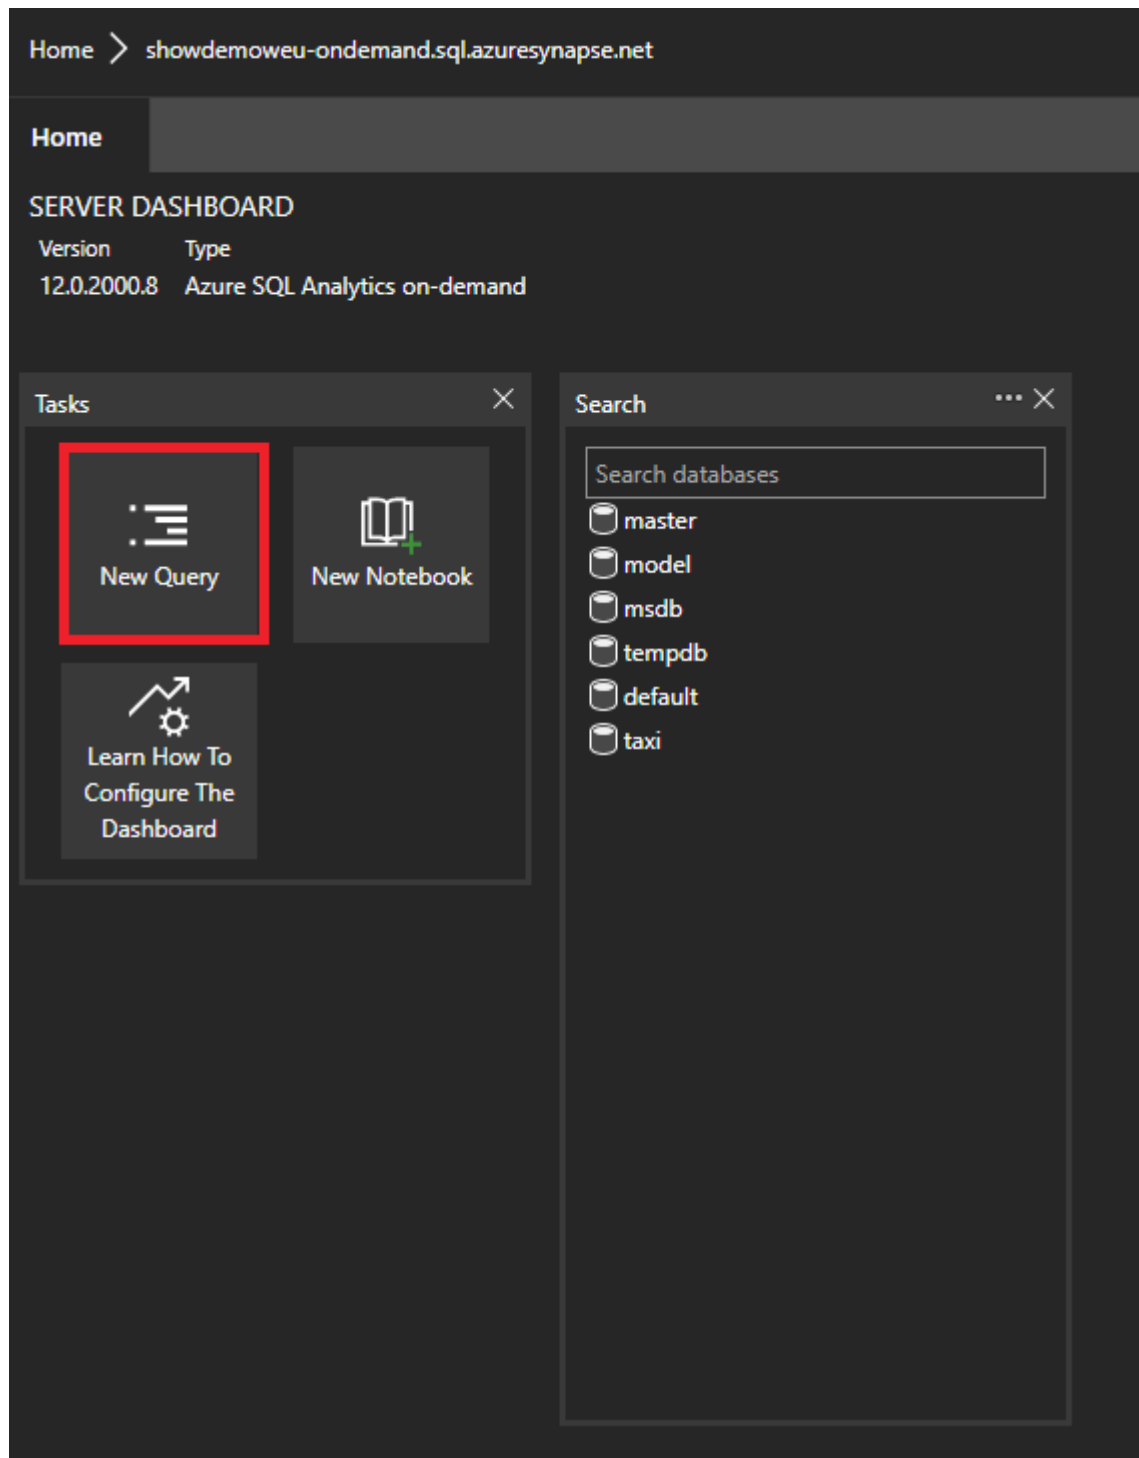 Home > showdemoweu-ondemand.sql.azuresynapse.net
Home
SERVER DASHBOARD
Version Type
12.0.2000.8 Azure SQL Analytics on-demand
Tasks
New Query
New Notebook
Learn How To
Configure The
Dashboard
Search
Search databases
master
model
msdb
tempdb
default
taxi